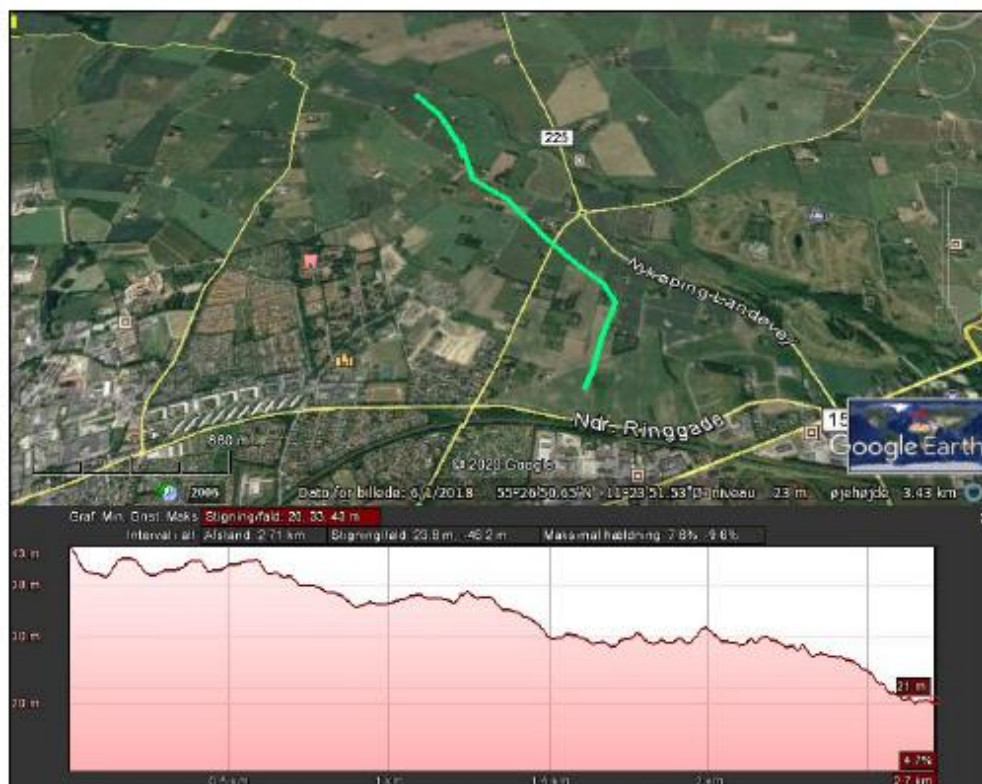 225
Nykøping Landevej
Ndr. Ringgade
15
880 m
© 2020 Google
Google Earth
2006
Dato for billede: 6/1/2018 55°26'50.65"N 11°23'51.53"Ø niveau 23 m øjehøjde 3.43 km
Graf: Min, Gnst, Maks Stigning/fald: 20, 33, 43 m
Interval i alt: Afstand: 2.71 km Stigning/fald: 23.8 m, -46.2 m Maksimal hældning: 7.8%, -9.6%
43 m
38 m
30 m
20 m
21 m
4.7%
0.5 km 1 km 1.5 km 2 km 2.7 km